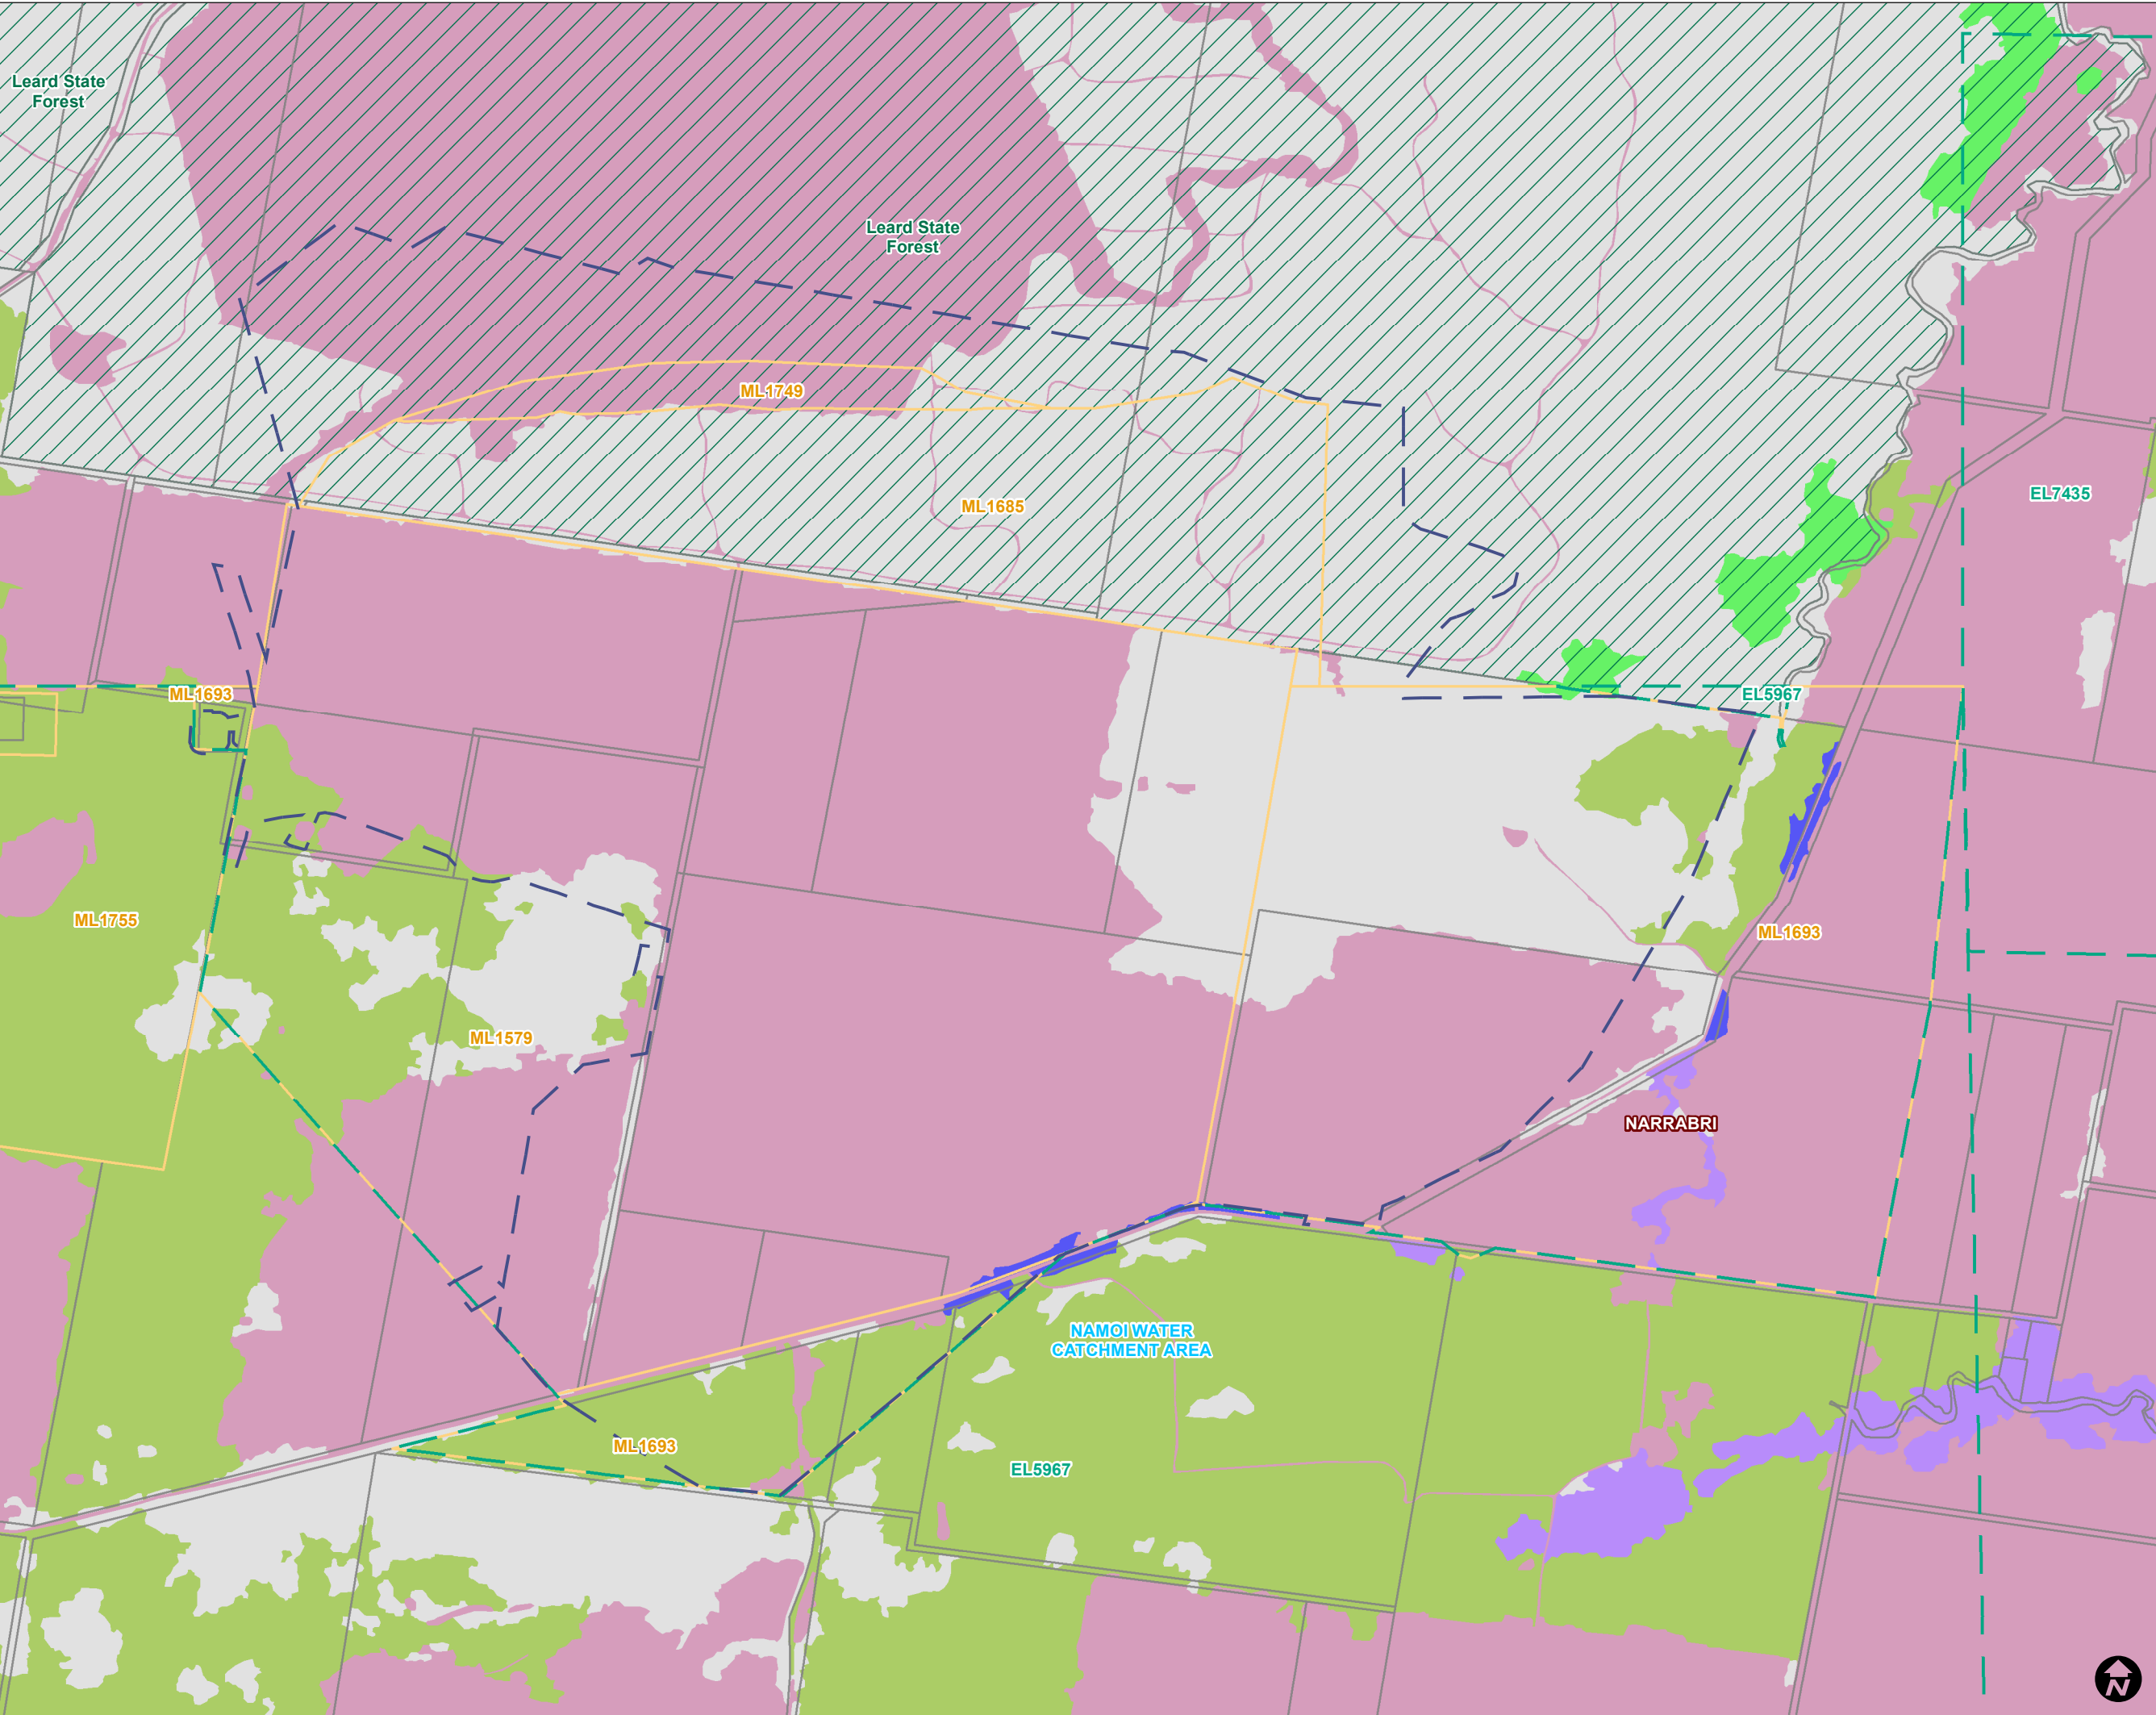 Leard State
Forest
Leard State
Forest
ML1749
EL7435
ML1685
ML1693
EL5967
ML1755
ML1693
ML1579
NARRABRI
NAMOI WATER
CATCHMENT AREA
ML1693
EL5967
N